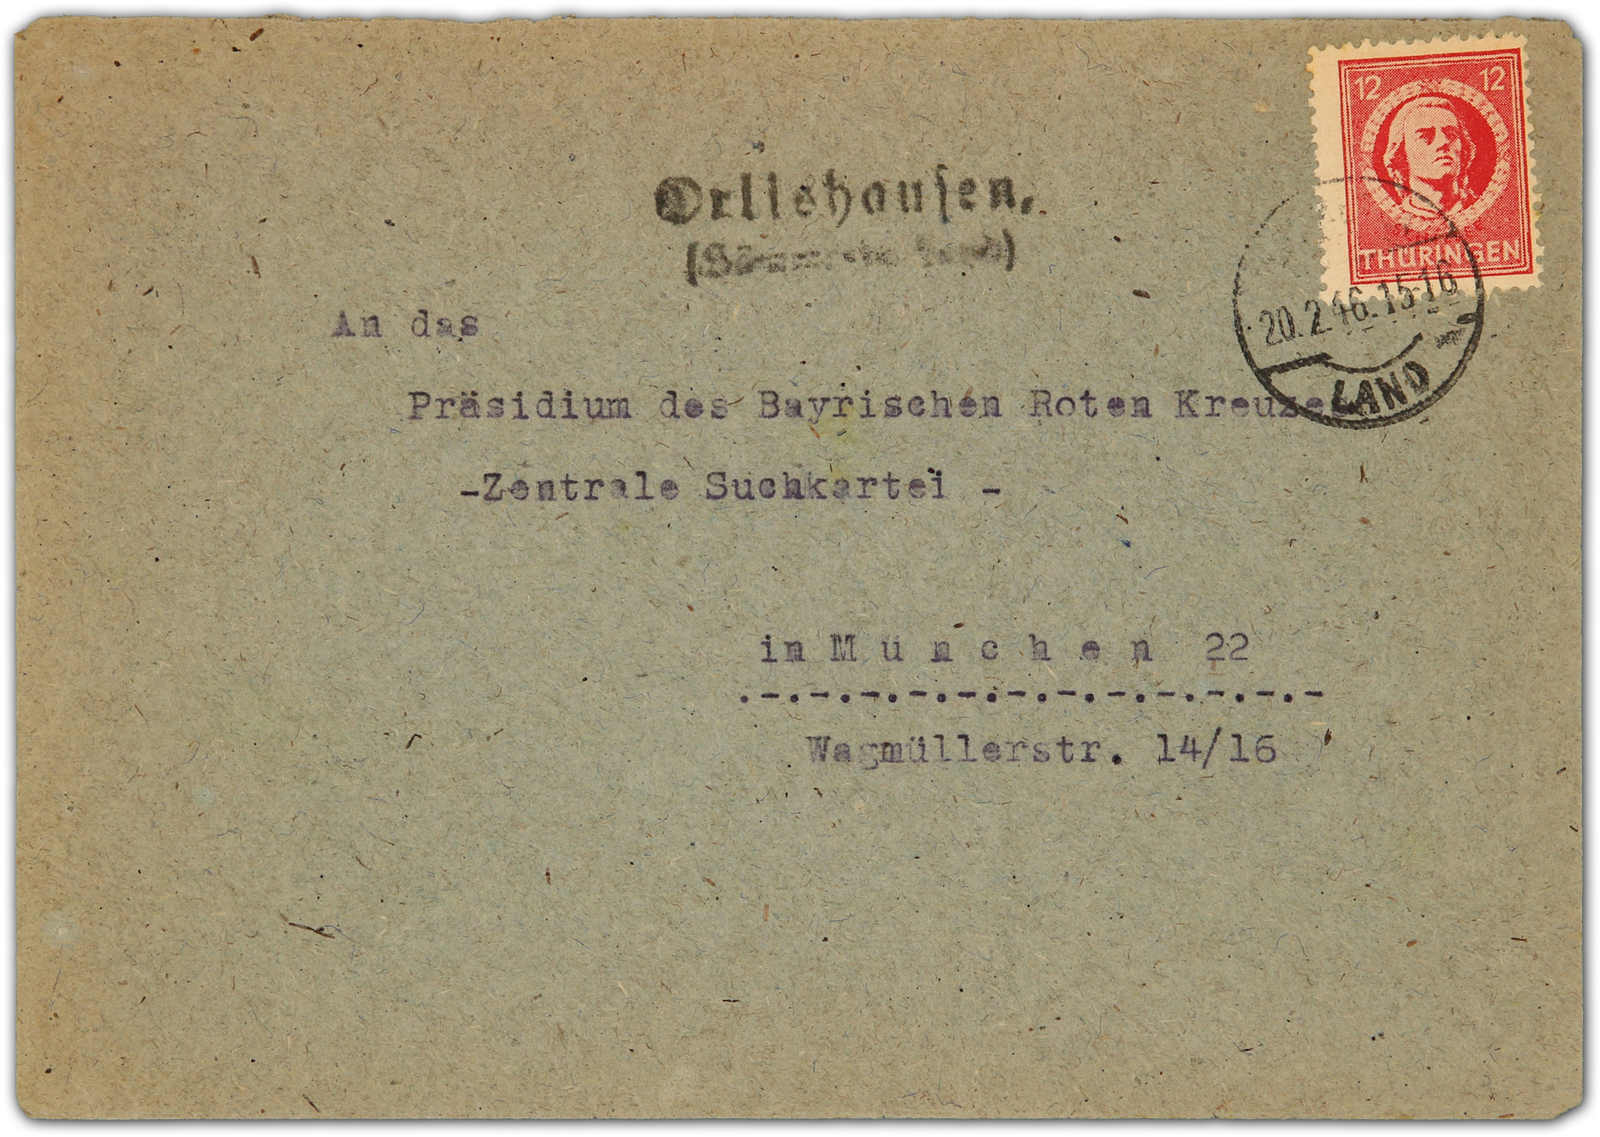 12 12
THÜRINGEN
Orlishausen,
20.2.46.15-16
LAND
An das
Präsidium des Bayrischen Roten Kreuzes
-Zentrale Suchkartei -
in M ü n c h e n 22
.-.-.-.-.-.-.-.-.-.-.-.-
Wagmüllerstr. 14/16